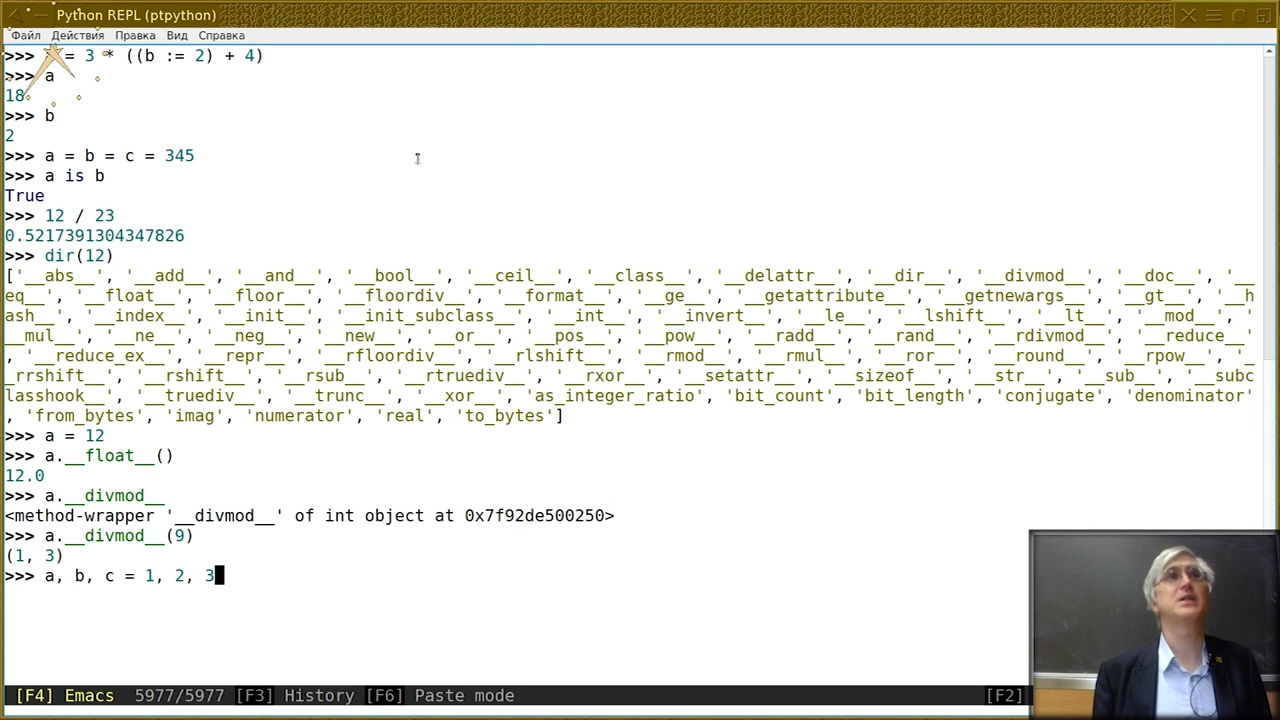 Python REPL (ptpython)
Файл Действия Правка Вид Справка
>>> = 3 * ((b := 2) + 4)
>>> a
18
>>> b
2
>>> a = b = c = 345
>>> a is b
True
>>> 12 / 23
0.5217391304347826
>>> dir(12)
['__abs__', '__add__', '__and__', '__bool__', '__ceil__', '__class__', '__delattr__', '__dir__', '__divmod__', '__doc__', '__
eq__', '__float__', '__floor__', '__floordiv__', '__format__', '__ge__', '__getattribute__', '__getnewargs__', '__gt__', '__h
ash__', '__index__', '__init__', '__init_subclass__', '__int__', '__invert__', '__le__', '__lshift__', '__lt__', '__mod__', '
__mul__', '__ne__', '__neg__', '__new__', '__or__', '__pos__', '__pow__', '__radd__', '__rand__', '__rdivmod__', '__reduce__'
, '__reduce_ex__', '__repr__', '__rfloordiv__', '__rlshift__', '__rmod__', '__rmul__', '__ror__', '__round__', '__rpow__', '_
_rrshift__', '__rshift__', '__rsub__', '__rtruediv__', '__rxor__', '__setattr__', '__sizeof__', '__str__', '__sub__', '__subc
lasshook__', '__truediv__', '__trunc__', '__xor__', 'as_integer_ratio', 'bit_count', 'bit_length', 'conjugate', 'denominator'
, 'from_bytes', 'imag', 'numerator', 'real', 'to_bytes']
>>> a = 12
>>> a.__float__()
12.0
>>> a.__divmod__
<method-wrapper '__divmod__' of int object at 0x7f92de500250>
>>> a.__divmod__(9)
(1, 3)
>>> a, b, c = 1, 2, 3
[F4] Emacs 5977/5977 [F3] History [F6] Paste mode [F2]